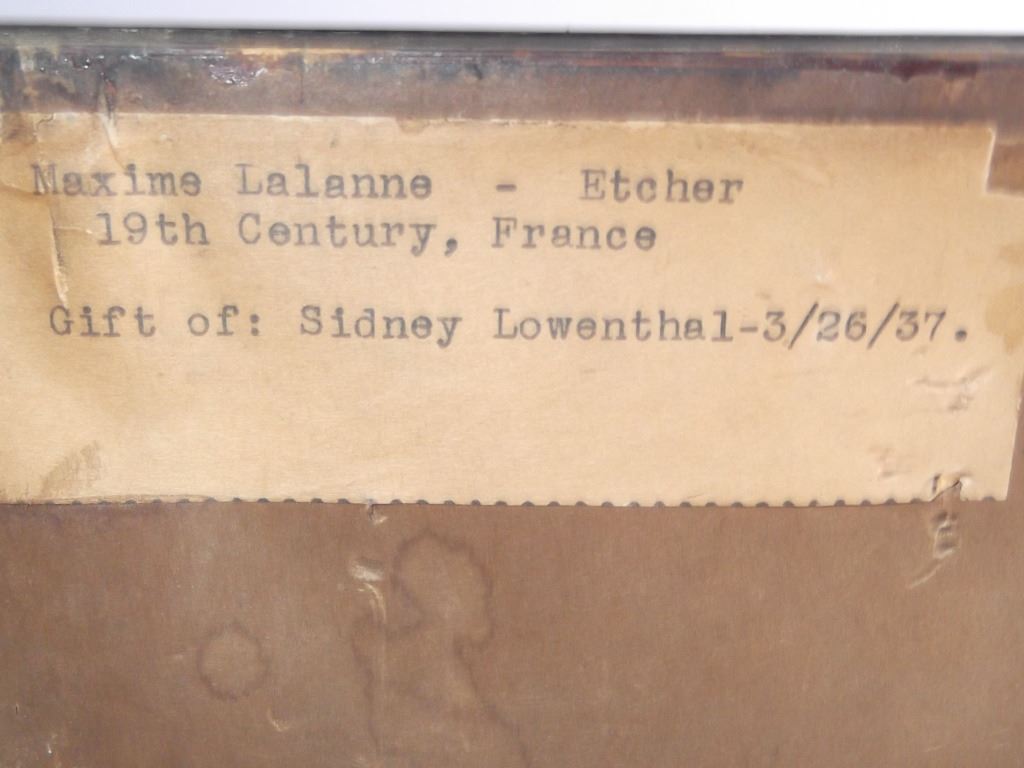 Maxime Lalanne - Etcher
19th Century, France
Gift of: Sidney Lowenthal-3/26/37.